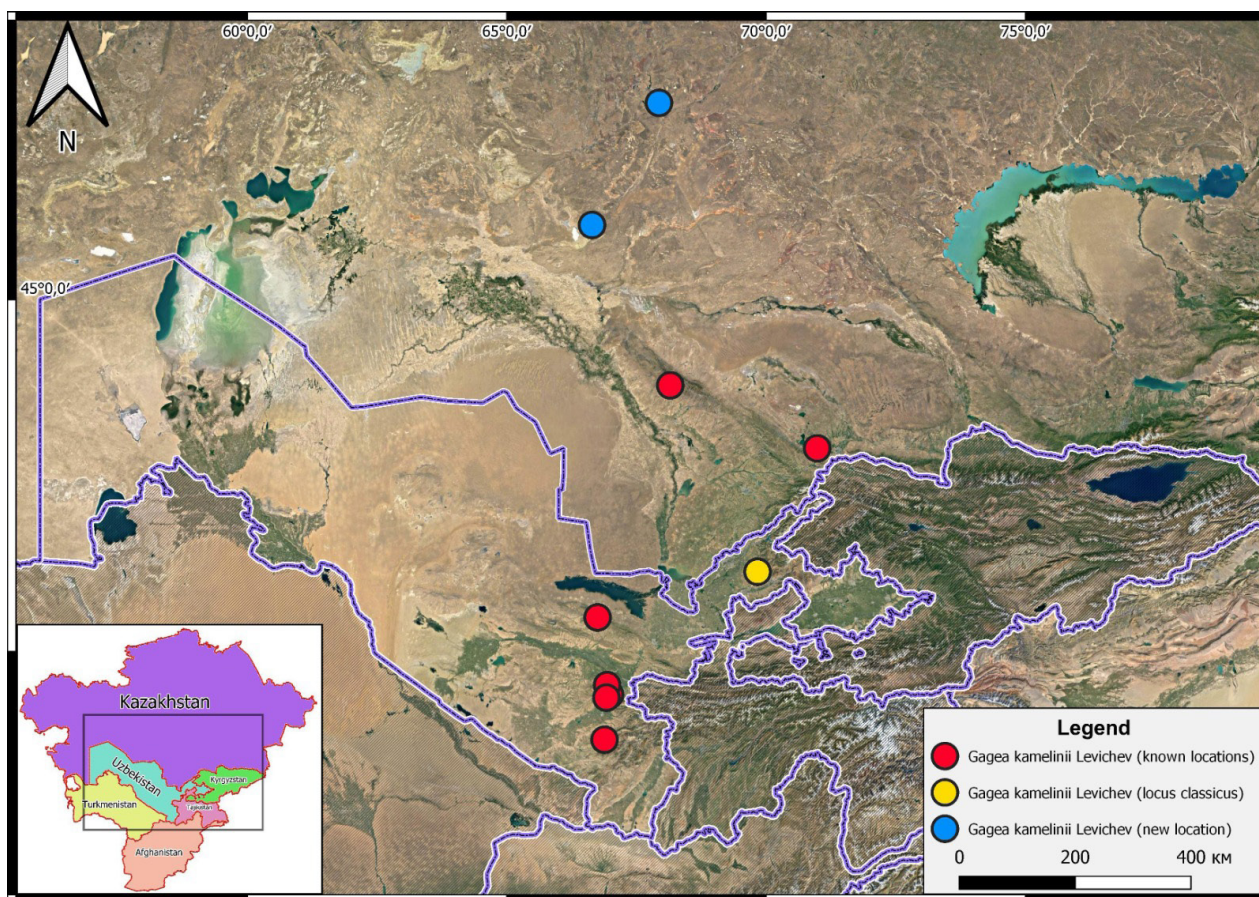 60°0,0′ 65°0,0′ 70°0,0′ 75°0,0′
N
45°0,0′
Kazakhstan
Uzbekistan
Kyrgyzstan
Turkmenistan
Tajikistan
Afghanistan
Legend
Gagea kamelinii Levichev (known locations)
Gagea kamelinii Levichev (locus classicus)
Gagea kamelinii Levichev (new location)
0 200 400 км